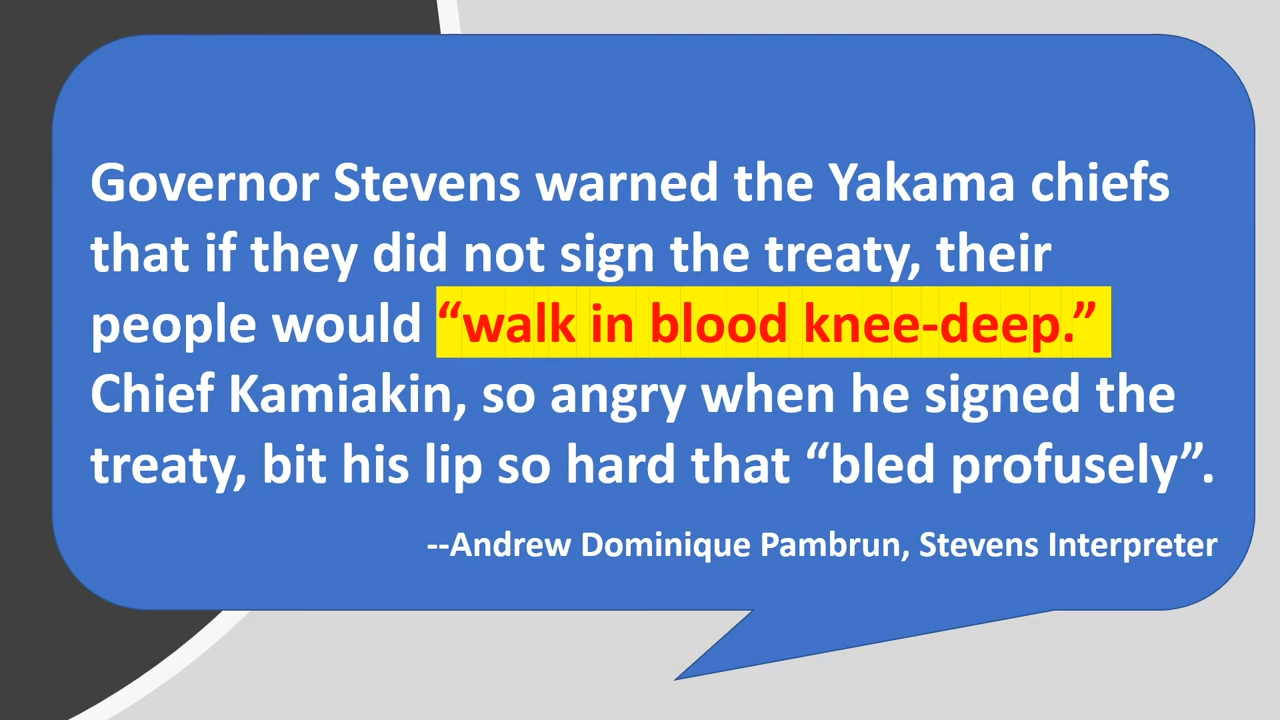 Governor Stevens warned the Yakama chiefs
that if they did not sign the treaty, their
people would “walk in blood knee-deep.”
Chief Kamiakin, so angry when he signed the
treaty, bit his lip so hard that “bled profusely”.
--Andrew Dominique Pambrun, Stevens Interpreter